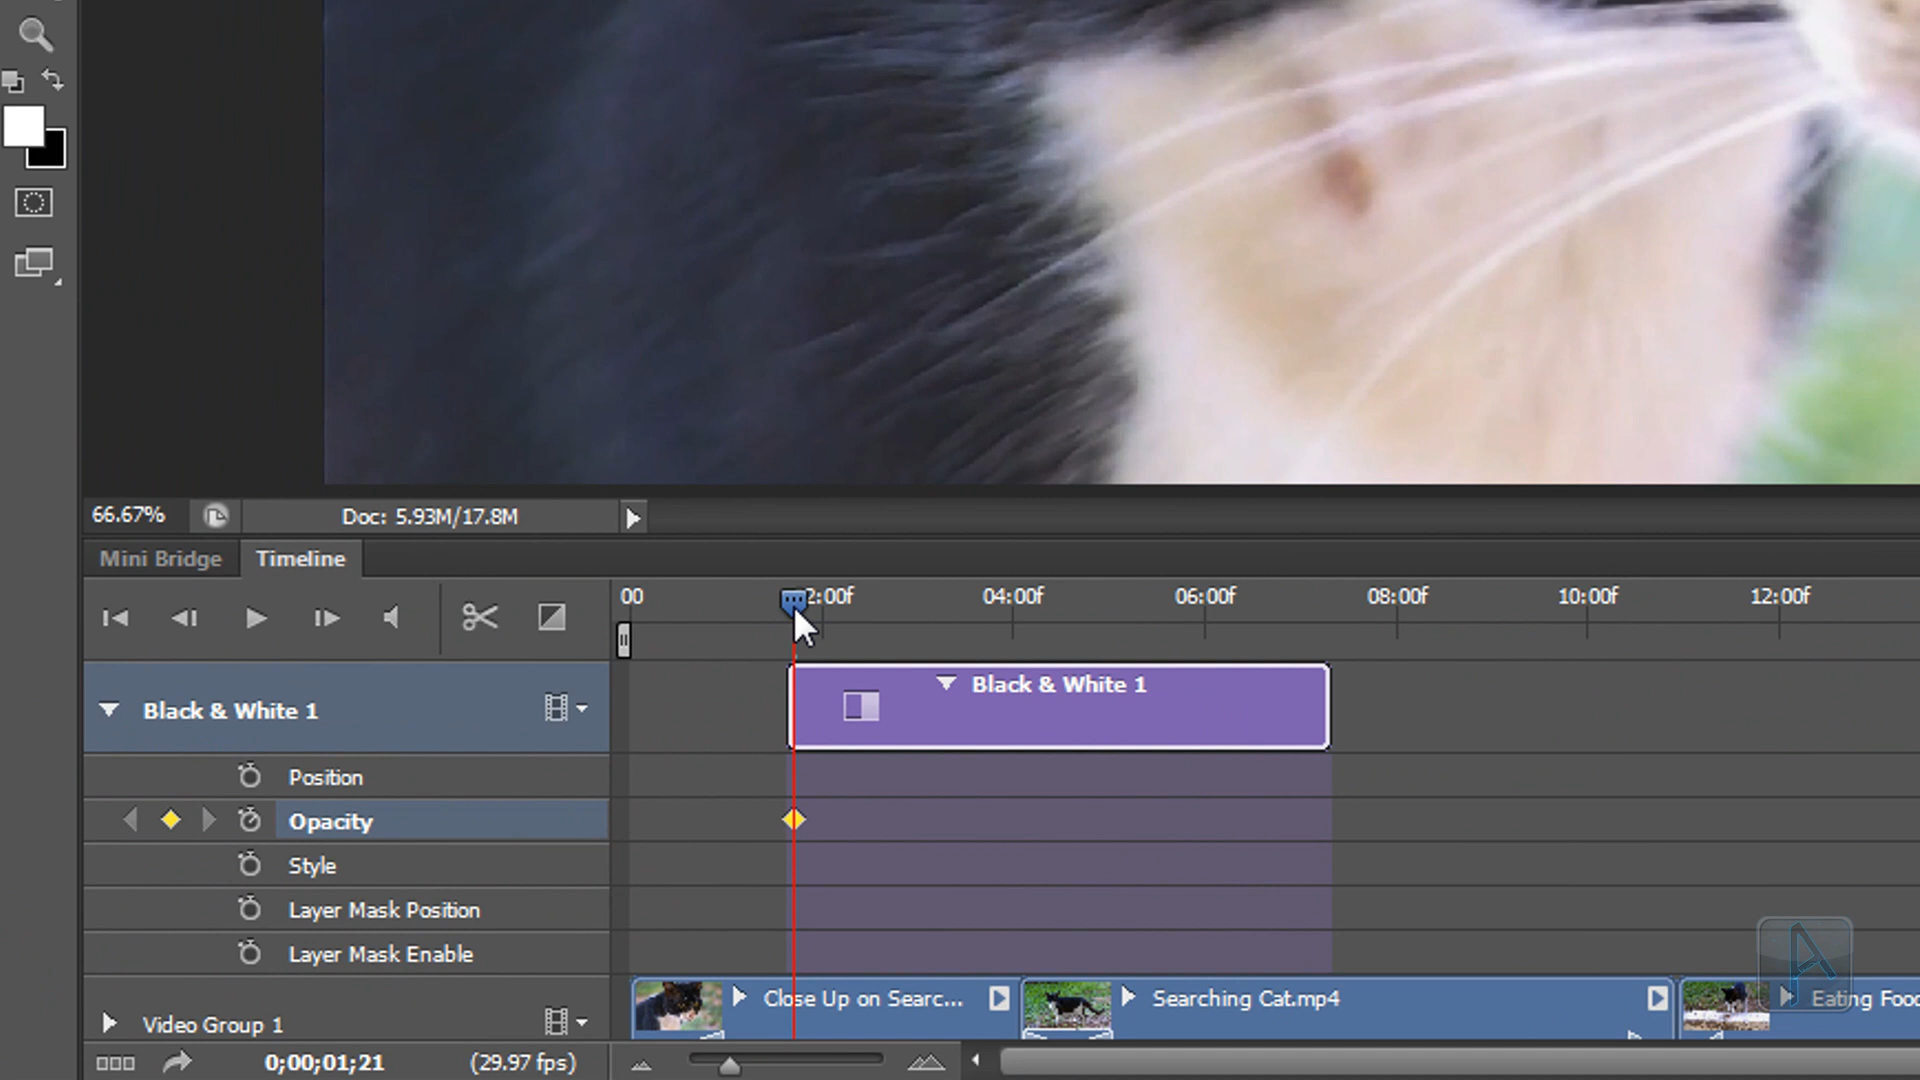 66.67%
Doc: 5.93M/17.8M
Mini Bridge
Timeline
00
2:00f
04:00f
06:00f
08:00f
10:00f
12:00f
Black & White 1
Black & White 1
Position
Opacity
Style
Layer Mask Position
Layer Mask Enable
Video Group 1
Close Up on Searc...
Searching Cat.mp4
Eating Food
0;00;01;21
(29.97 fps)
A